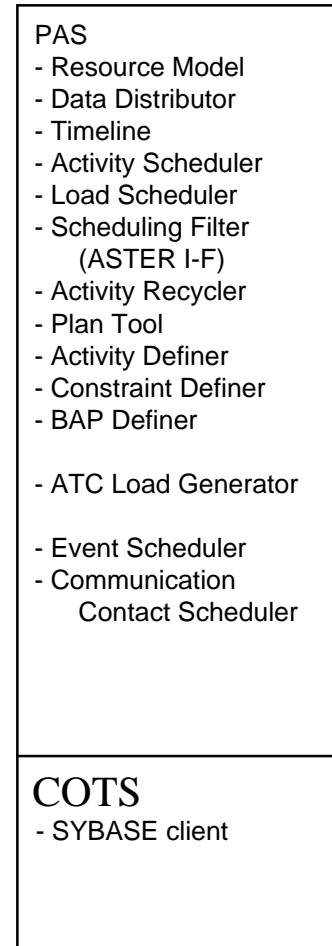 PAS
- Resource Model
- Data Distributor
- Timeline
- Activity Scheduler
- Load Scheduler
- Scheduling Filter
(ASTER I-F)
- Activity Recycler
- Plan Tool
- Activity Definer
- Constraint Definer
- BAP Definer
- ATC Load Generator
- Event Scheduler
- Communication
Contact Scheduler
COTS
- SYBASE client